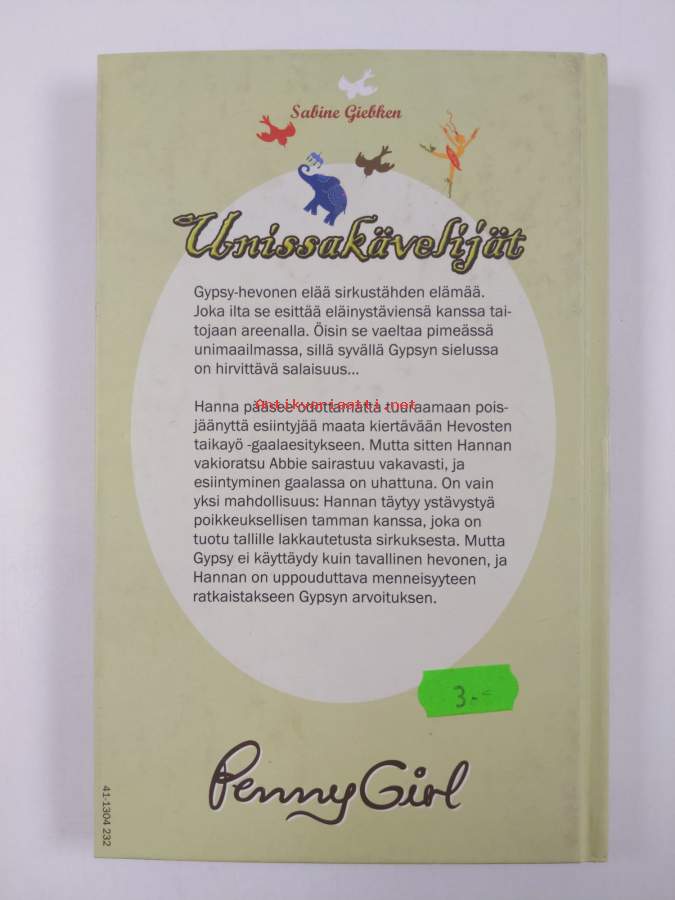 Sabine Giebken
Unissakävelijät
Gypsy-hevonen elää sirkustähden elämää.
Joka ilta se esittää eläinystäviensä kanssa tai-
tojaan areenalla. Öisin se vaeltaa pimeässä
unimaailmassa, sillä syvällä Gypsyn sielussa
on hirvittävä salaisuus...
Antikvariaatti.net
Hanna pääsee odottamatta tuuraamaan pois-
jäänyttä esiintyjää maata kiertävään Hevosten
taikayö -gaalaesitykseen. Mutta sitten Hannan
vakioratsu Abbie sairastuu vakavasti, ja
esiintyminen gaalassa on uhattuna. On vain
yksi mahdollisuus: Hannan täytyy ystävystyä
poikkeuksellisen tamman kanssa, joka on
tuotu tallille lakkautetusta sirkuksesta. Mutta
Gypsy ei käyttäydy kuin tavallinen hevonen, ja
Hannan on uppouduttava menneisyyteen
ratkaistakseen Gypsyn arvoituksen.
3.-
PennyGirl
41-1304 232